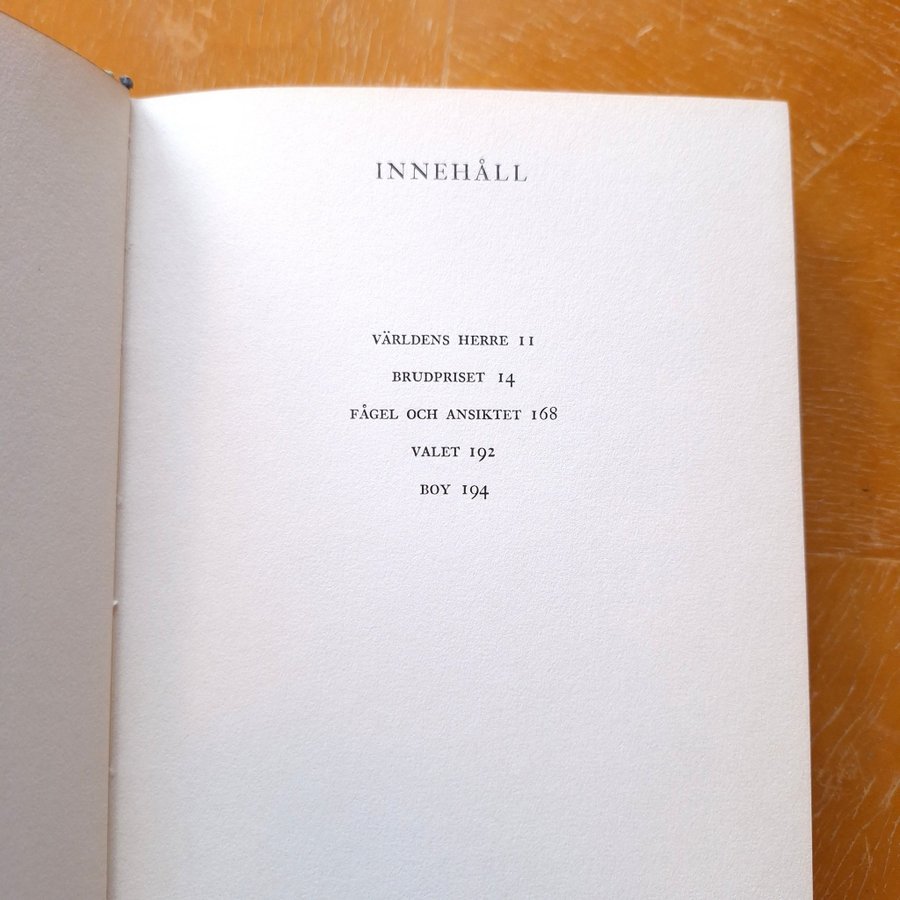 INNEHÅLL
VÄRLDENS HERRE 11
BRUDPRISET 14
FÅGEL OCH ANSIKTET 168
VALET 192
BOY 194